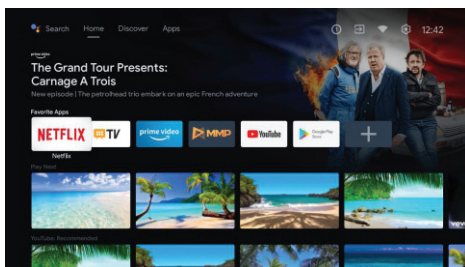 Search Home Discover Apps 12:42
prime video
The Grand Tour Presents:
Carnage A Trois
New episode | The petrolhead trio embark on an epic French adventure
Favorite Apps
NETFLIX TV prime video MMP YouTube Google Play
Netflix
Play Next
YouTube: Recommended